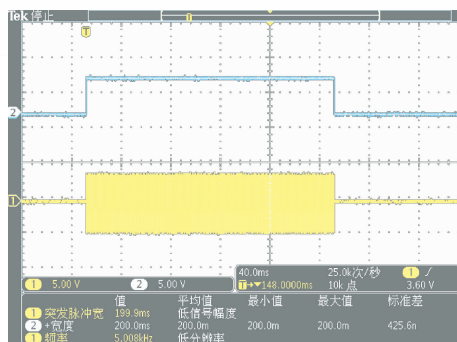 Tek 停止
T
T
2
1
1 5.00 V 2 5.00 V 40.0ms 25.0k次/秒 1 /
T→▼148.0000ms 10k 点 3.60 V
值 平均值 最小值 最大值 标准差
1 突发脉冲宽 199.9ms 低信号幅度
2 +宽度 200.0ms 200.0m 200.0m 200.0m 425.6n
1 频率 5.008kHz 低分辨率